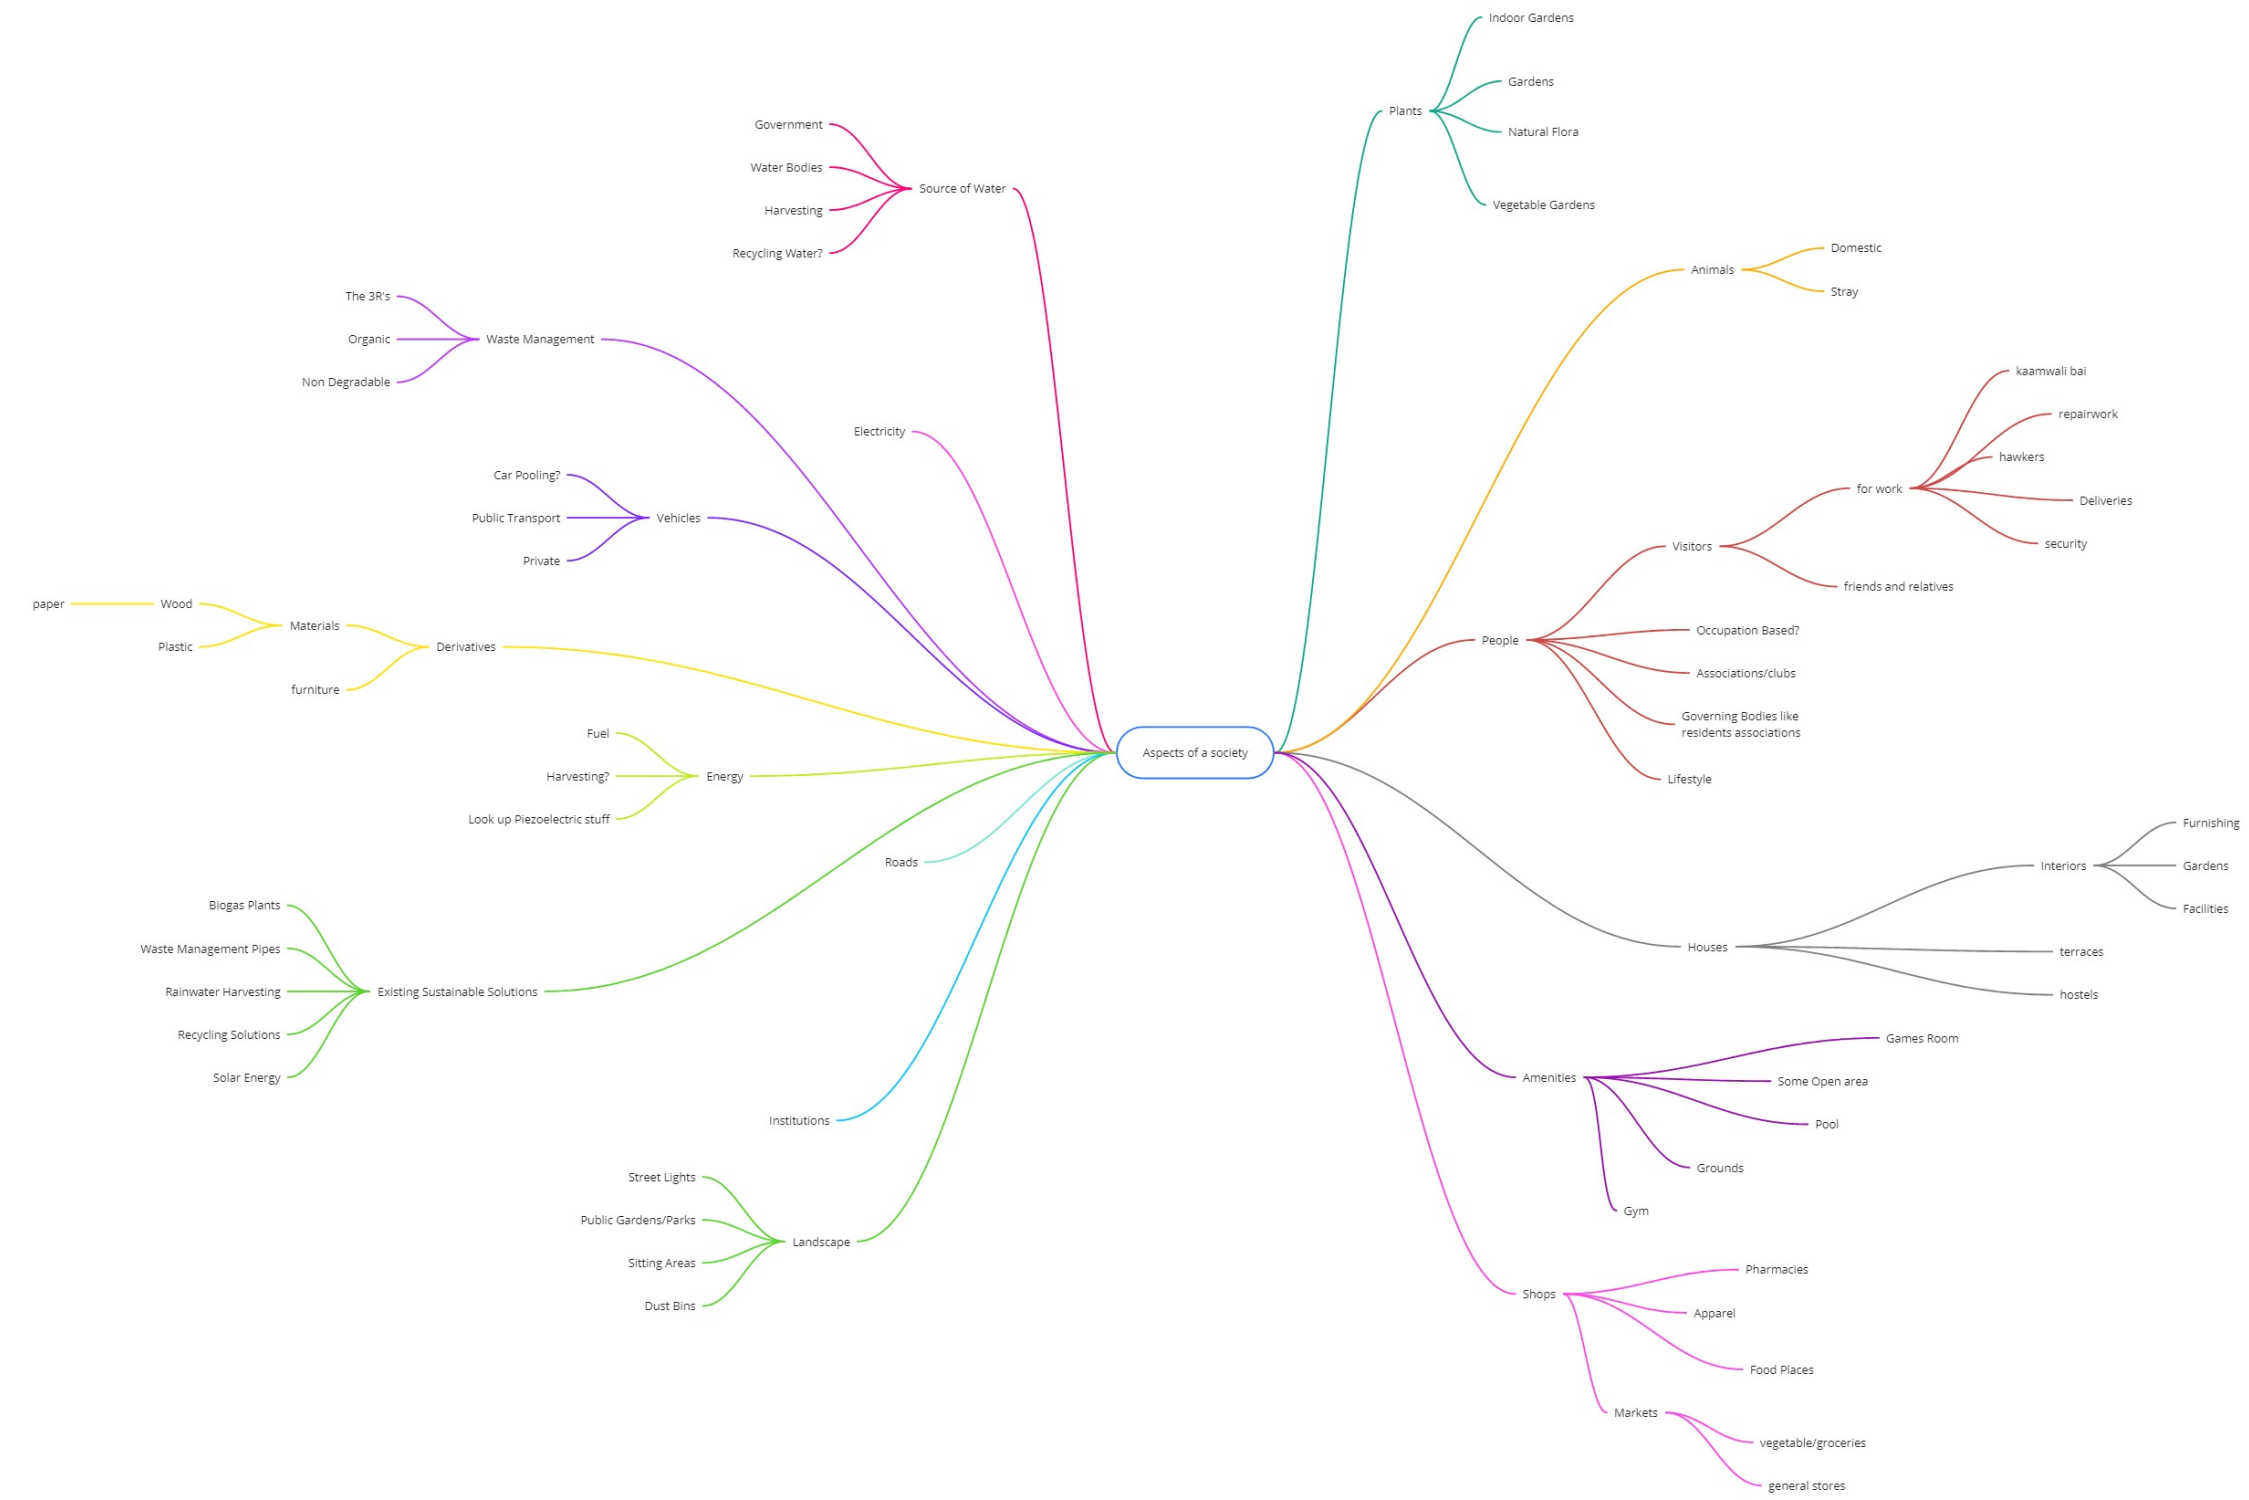 Aspects of a society
Plants
Indoor Gardens
Gardens
Natural Flora
Vegetable Gardens
Animals
Domestic
Stray
People
Visitors
for work
kaamwali bai
repairwork
hawkers
Deliveries
security
friends and relatives
Occupation Based?
Associations/clubs
Governing Bodies like
residents associations
Lifestyle
Houses
Interiors
Furnishing
Gardens
Facilities
terraces
hostels
Amenities
Games Room
Some Open area
Pool
Grounds
Gym
Shops
Pharmacies
Apparel
Food Places
Markets
vegetable/groceries
general stores
Source of Water
Government
Water Bodies
Harvesting
Recycling Water?
Waste Management
The 3R's
Organic
Non Degradable
Electricity
Vehicles
Car Pooling?
Public Transport
Private
Derivatives
Materials
Wood
paper
Plastic
furniture
Energy
Fuel
Harvesting?
Look up Piezoelectric stuff
Roads
Existing Sustainable Solutions
Biogas Plants
Waste Management Pipes
Rainwater Harvesting
Recycling Solutions
Solar Energy
Institutions
Landscape
Street Lights
Public Gardens/Parks
Sitting Areas
Dust Bins